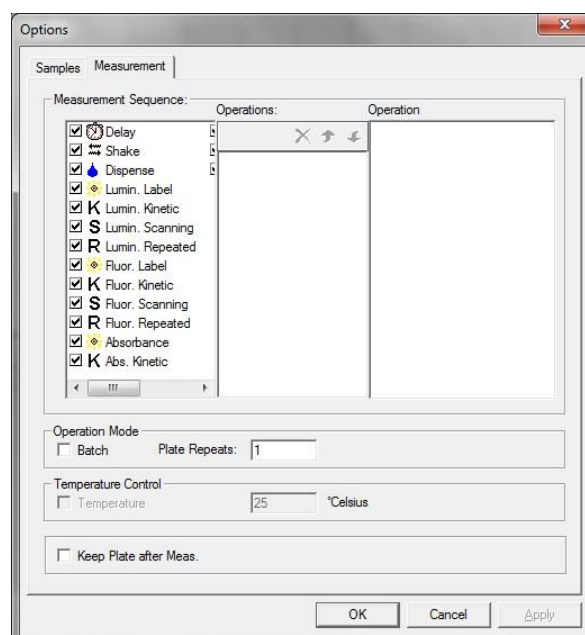 Options
Samples Measurement
Measurement Sequence:
Operations:
Operation
Delay
Shake
Dispense
Lumin. Label
K Lumin. Kinetic
S Lumin. Scanning
R Lumin. Repeated
Fluor. Label
K Fluor. Kinetic
S Fluor. Scanning
R Fluor. Repeated
Absorbance
K Abs. Kinetic
Operation Mode
Batch Plate Repeats: 1
Temperature Control
Temperature 25 °Celsius
Keep Plate after Meas.
OK Cancel Apply